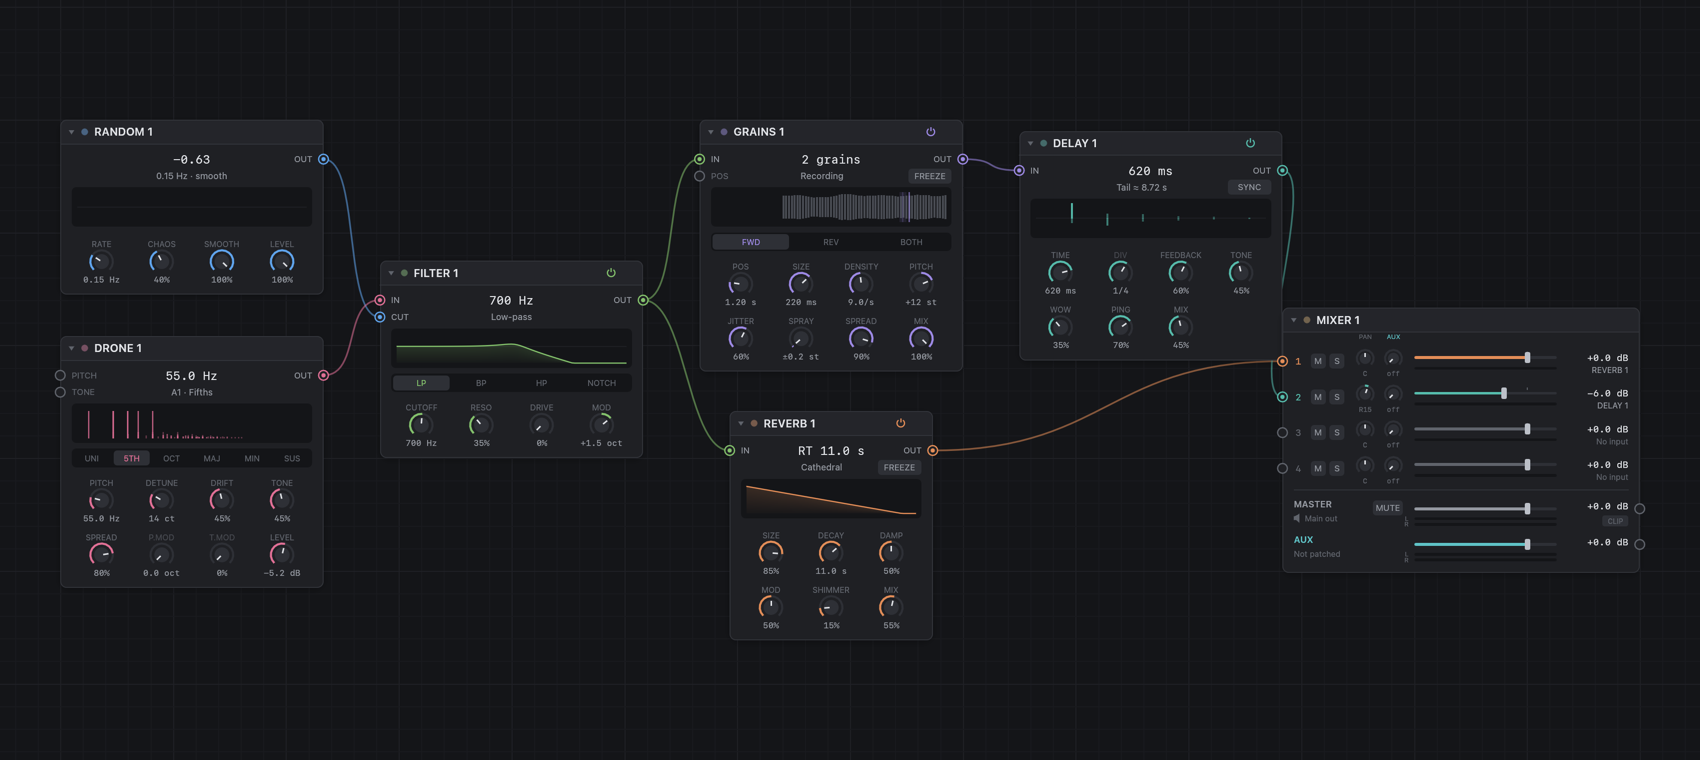 RANDOM 1
−0.63 OUT
0.15 Hz · smooth
RATE CHAOS SMOOTH LEVEL
0.15 Hz 40% 100% 100%
DRONE 1
PITCH 55.0 Hz OUT
TONE A1 · Fifths
UNI 5TH OCT MAJ MIN SUS
PITCH DETUNE DRIFT TONE
55.0 Hz 14 ct 45% 45%
SPREAD P.MOD T.MOD LEVEL
80% 0.0 oct 0% −5.2 dB
FILTER 1
IN 700 Hz OUT
CUT Low-pass
LP BP HP NOTCH
CUTOFF RESO DRIVE MOD
700 Hz 35% 0% +1.5 oct
GRAINS 1
IN 2 grains OUT
POS Recording FREEZE
FWD REV BOTH
POS SIZE DENSITY PITCH
1.20 s 220 ms 9.0/s +12 st
JITTER SPRAY SPREAD MIX
60% ±0.2 st 90% 100%
REVERB 1
IN RT 11.0 s OUT
Cathedral FREEZE
SIZE DECAY DAMP
85% 11.0 s 50%
MOD SHIMMER MIX
50% 15% 55%
DELAY 1
IN 620 ms OUT
Tail ≈ 8.72 s SYNC
TIME DIV FEEDBACK TONE
620 ms 1/4 60% 45%
WOW PING MIX
35% 70% 45%
MIXER 1
PAN AUX
1 M S +0.0 dB
C off REVERB 1
2 M S −6.0 dB
R15 off DELAY 1
3 M S +0.0 dB
C off No input
4 M S +0.0 dB
C off No input
MASTER MUTE +0.0 dB
Main out L R CLIP
AUX +0.0 dB
Not patched L R